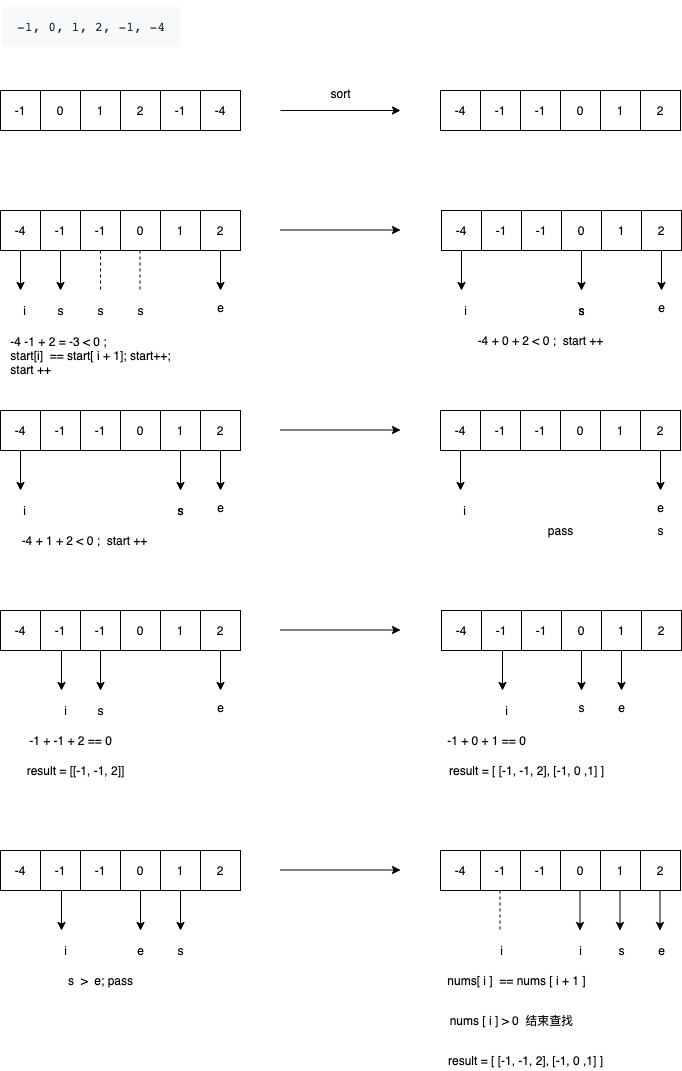 -1, 0, 1, 2, -1, -4
sort
-1 0 1 2 -1 -4
-4 -1 -1 0 1 2
-4 -1 -1 0 1 2
-4 -1 -1 0 1 2
i s s s e
i s e
-4 -1 + 2 = -3 < 0 ;
start[i] == start[ i + 1]; start++;
start ++
-4 + 0 + 2 < 0 ; start ++
-4 -1 -1 0 1 2
-4 -1 -1 0 1 2
i s e
i e
s
pass
-4 + 1 + 2 < 0 ; start ++
-4 -1 -1 0 1 2
-4 -1 -1 0 1 2
i s e
i s e
-1 + -1 + 2 == 0
-1 + 0 + 1 == 0
result = [[-1, -1, 2]]
result = [ [-1, -1, 2], [-1, 0 ,1] ]
-4 -1 -1 0 1 2
-4 -1 -1 0 1 2
i e s
i i s e
s > e; pass
nums[ i ] == nums [ i + 1 ]
nums [ i ] > 0 结束查找
result = [ [-1, -1, 2], [-1, 0 ,1] ]